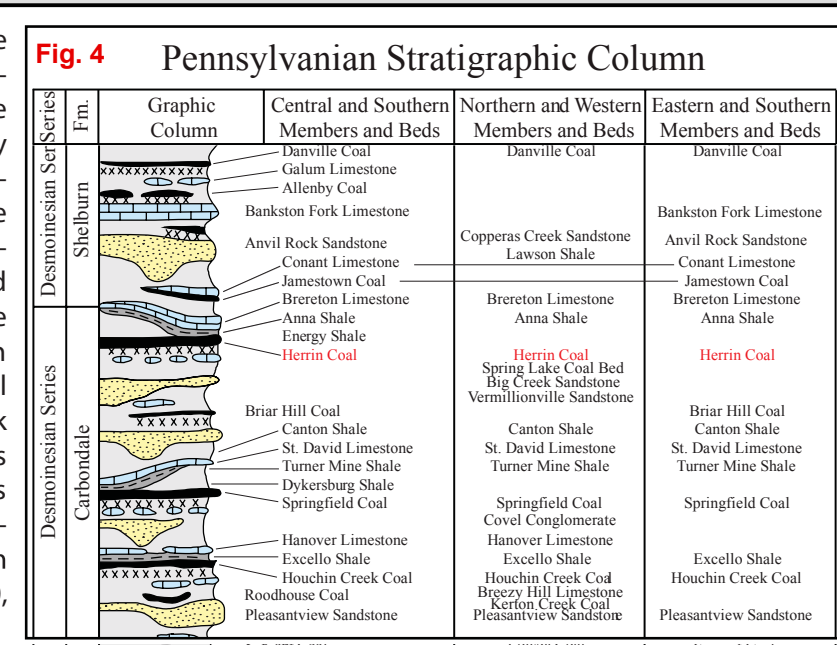 Fig. 4
Pennsylvanian Stratigraphic Column
Series
Fm.
Graphic
Column
Central and Southern
Members and Beds
Northern and Western
Members and Beds
Eastern and Southern
Members and Beds
Desmoinesian Ser
Shelburn
Desmoinesian Series
Carbondale
Danville Coal
Galum Limestone
Allenby Coal
Bankston Fork Limestone
Anvil Rock Sandstone
Conant Limestone
Jamestown Coal
Brereton Limestone
Anna Shale
Energy Shale
Herrin Coal
Briar Hill Coal
Canton Shale
St. David Limestone
Turner Mine Shale
Dykersburg Shale
Springfield Coal
Hanover Limestone
Excello Shale
Houchin Creek Coal
Roodhouse Coal
Pleasantview Sandstone
Danville Coal
Copperas Creek Sandstone
Lawson Shale
Brereton Limestone
Anna Shale
Herrin Coal
Spring Lake Coal Bed
Big Creek Sandstone
Vermillionville Sandstone
Canton Shale
St. David Limestone
Turner Mine Shale
Springfield Coal
Covel Conglomerate
Hanover Limestone
Excello Shale
Houchin Creek Coal
Breezy Hill Limestone
Kerfon Creek Coal
Pleasantview Sandstone
Danville Coal
Bankston Fork Limestone
Anvil Rock Sandstone
Conant Limestone
Jamestown Coal
Brereton Limestone
Anna Shale
Herrin Coal
Briar Hill Coal
Canton Shale
St. David Limestone
Turner Mine Shale
Springfield Coal
Excello Shale
Houchin Creek Coal
Pleasantview Sandstone